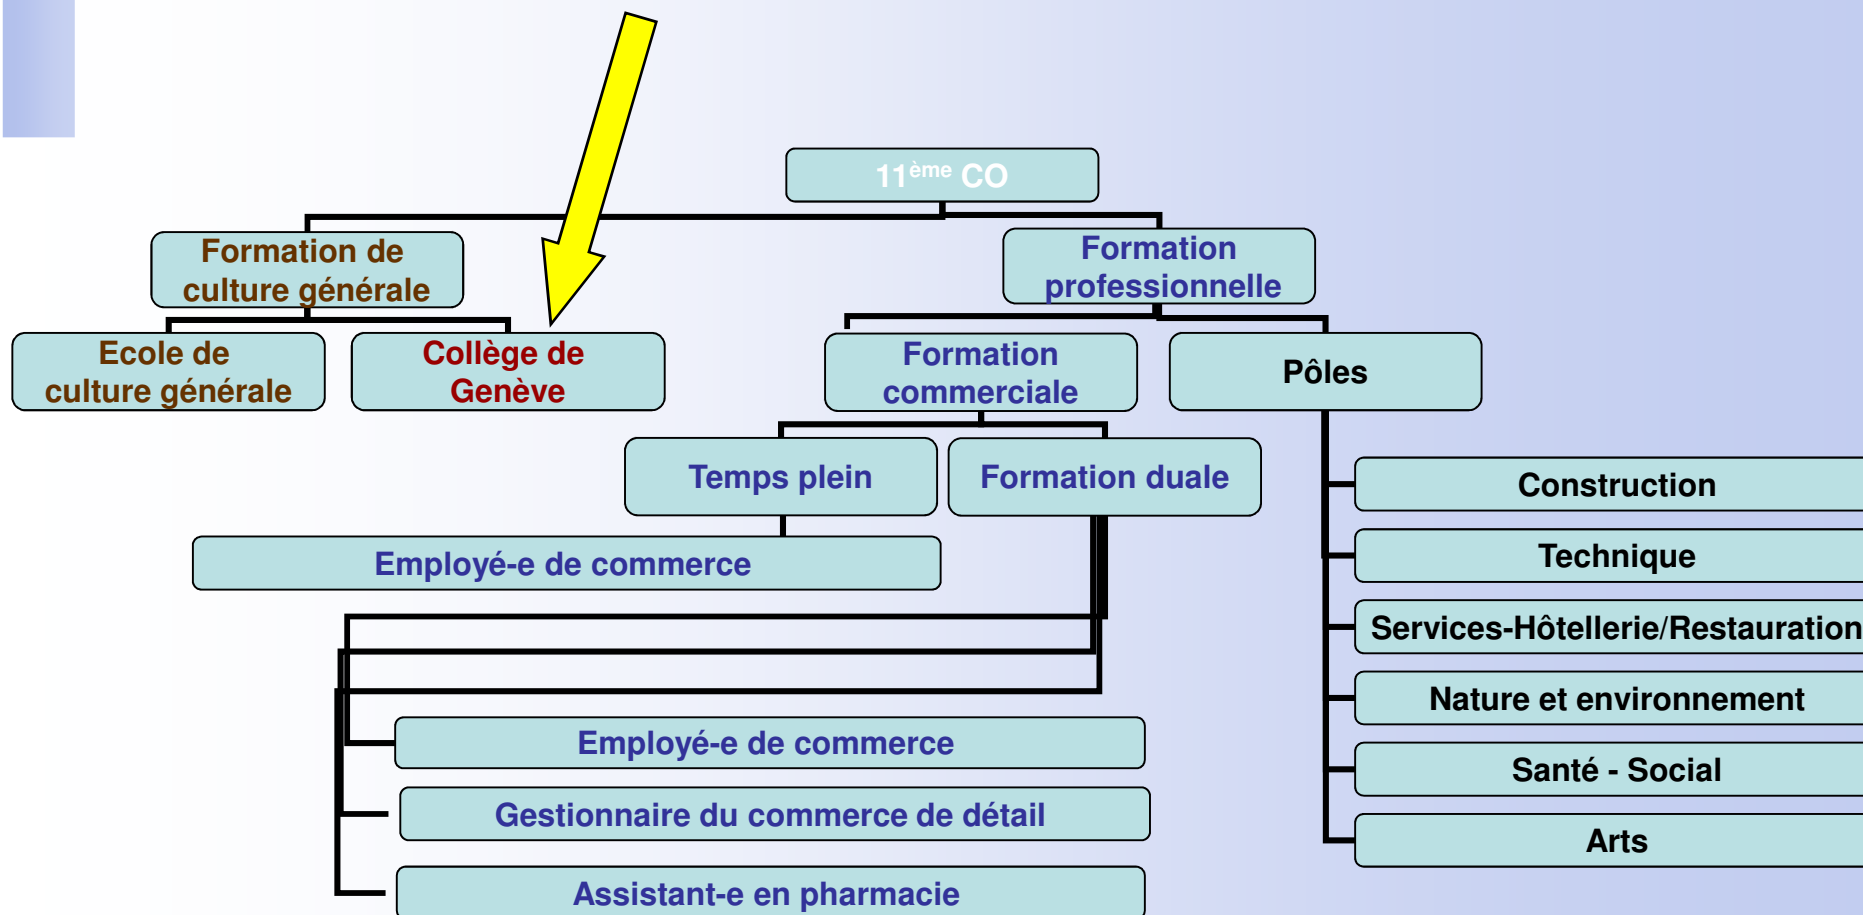 11ème CO
Formation de
culture générale
Formation
professionnelle
Ecole de
culture générale
Collège de
Genève
Formation
commerciale
Pôles
Temps plein
Formation duale
Employé-e de commerce
Construction
Technique
Services-Hôtellerie/Restauration
Nature et environnement
Santé - Social
Arts
Employé-e de commerce
Gestionnaire du commerce de détail
Assistant-e en pharmacie